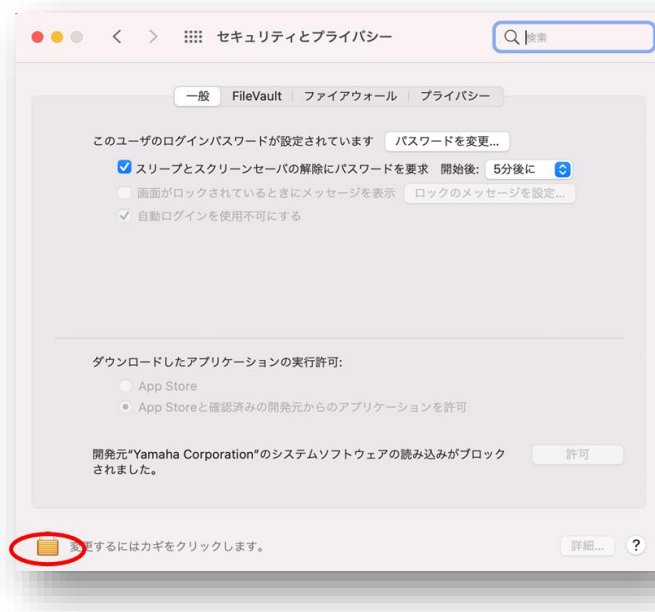 セキュリティとプライバシー
検索
一般 FileVault ファイアウォール プライバシー
このユーザのログインパスワードが設定されています パスワードを変更...
スリープとスクリーンセーバの解除にパスワードを要求 開始後: 5分後に
画面がロックされているときにメッセージを表示 ロックのメッセージを設定...
自動ログインを使用不可にする
ダウンロードしたアプリケーションの実行許可:
App Store
App Storeと確認済みの開発元からのアプリケーションを許可
開発元“Yamaha Corporation”のシステムソフトウェアの読み込みがブロック
されました。
許可
変更するにはカギをクリックします。
詳細... ?